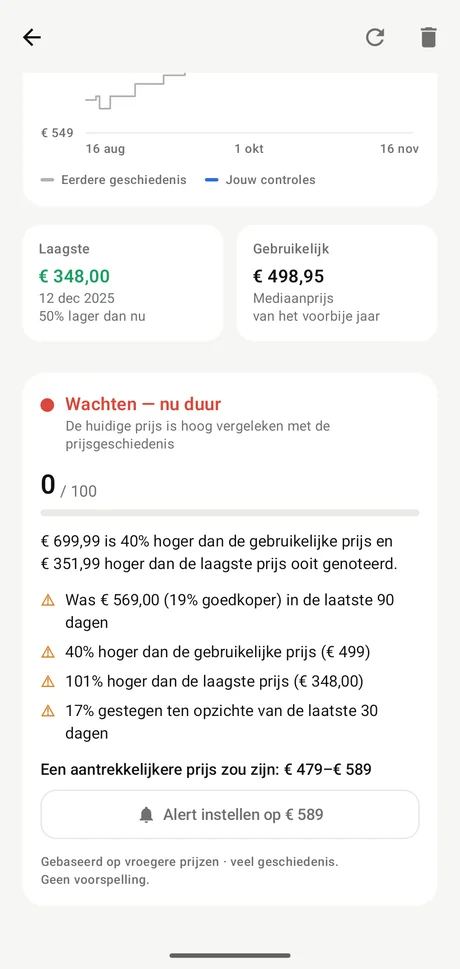 € 549
16 aug
1 okt
16 nov
Eerdere geschiedenis
Jouw controles
Laagste
€ 348,00
12 dec 2025
50% lager dan nu
Gebruikelijk
€ 498,95
Mediaanprijs
van het voorbije jaar
Wachten — nu duur
De huidige prijs is hoog vergeleken met de
prijsgeschiedenis
0 / 100
€ 699,99 is 40% hoger dan de gebruikelijke prijs en
€ 351,99 hoger dan de laagste prijs ooit genoteerd.
Was € 569,00 (19% goedkoper) in de laatste 90
dagen
40% hoger dan de gebruikelijke prijs (€ 499)
101% hoger dan de laagste prijs (€ 348,00)
17% gestegen ten opzichte van de laatste 30
dagen
Een aantrekkelijkere prijs zou zijn: € 479–€ 589
Alert instellen op € 589
Gebaseerd op vroegere prijzen · veel geschiedenis.
Geen voorspelling.